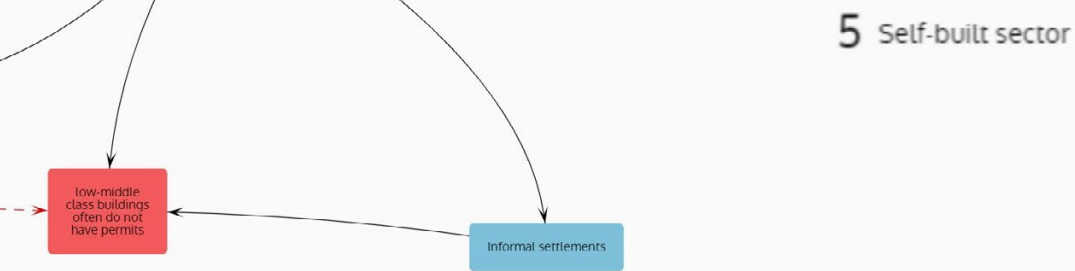 5 Self-built sector
low-middle
class buildings
often do not
have permits
Informal settlements